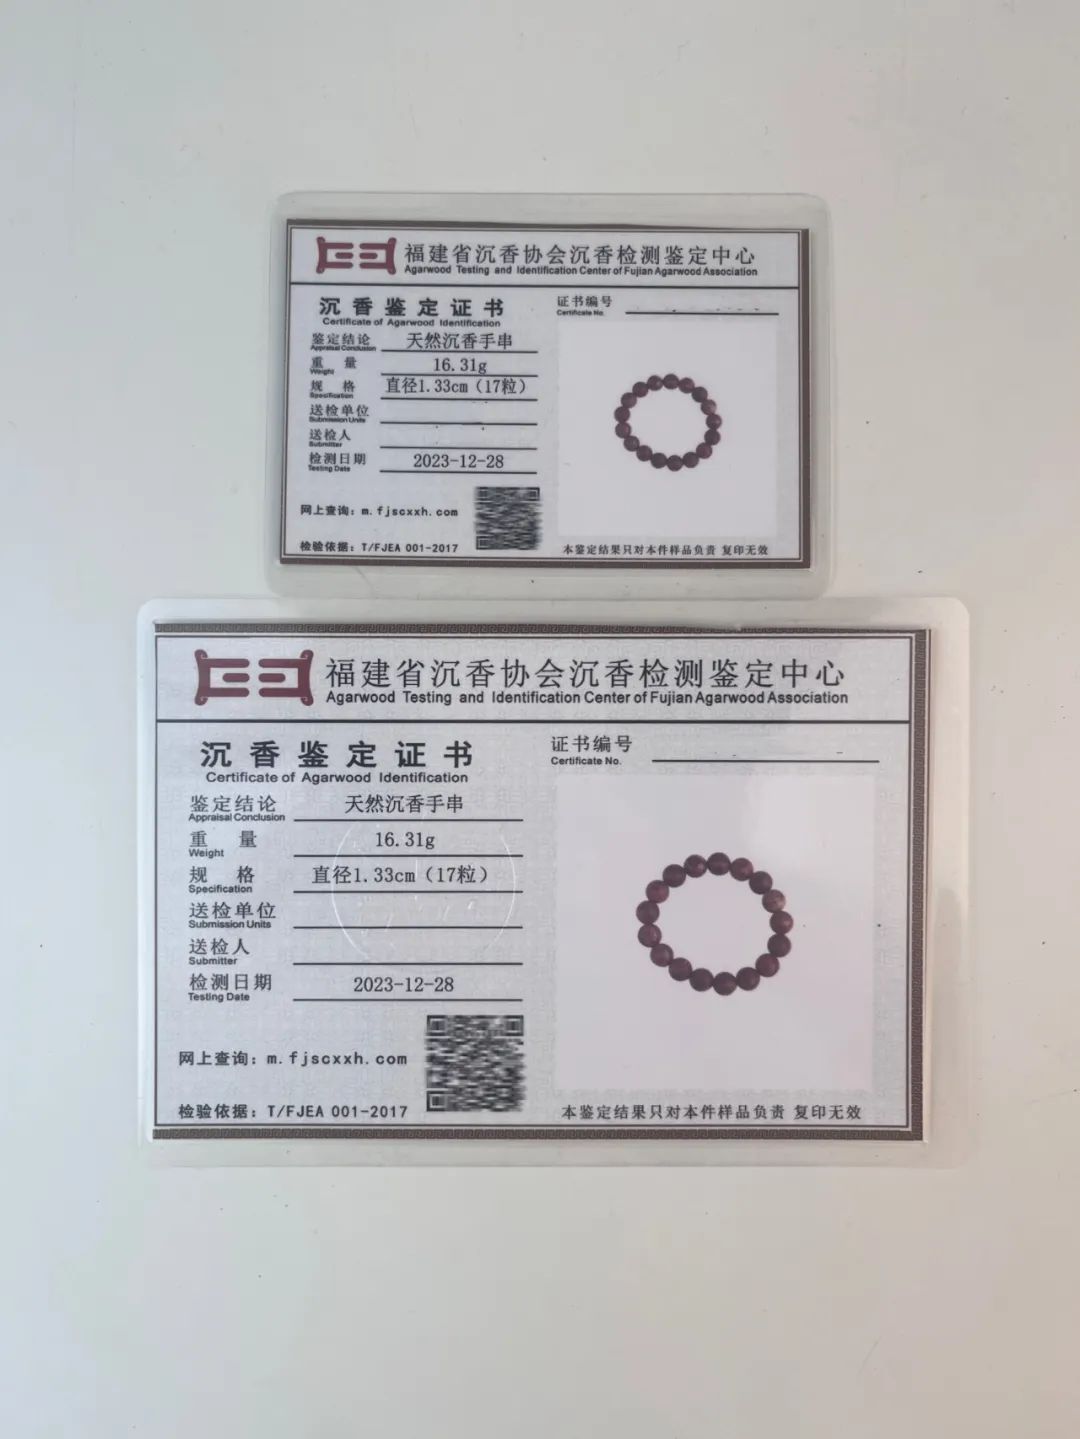 福建省沉香协会沉香检测鉴定中心
Agarwood Testing and Identification Center of Fujian Agarwood Association
沉香鉴定证书
Certificate of Agarwood Identification
证书编号
Certificate No.
鉴定结论 天然沉香手串
Appraisal Conclusion
重 量 16.31g
Weight
规 格 直径1.33cm（17粒）
Specification
送检单位
Submission Units
送检人
Submitter
检测日期 2023-12-28
Testing Date
网上查询：m.fjscxxh.com
检验依据：T/FJEA 001-2017
本鉴定结果只对本件样品负责 复印无效
福建省沉香协会沉香检测鉴定中心
Agarwood Testing and Identification Center of Fujian Agarwood Association
沉香鉴定证书
Certificate of Agarwood Identification
证书编号
Certificate No.
鉴定结论 天然沉香手串
Appraisal Conclusion
重 量 16.31g
Weight
规 格 直径1.33cm（17粒）
Specification
送检单位
Submission Units
送检人
Submitter
检测日期 2023-12-28
Testing Date
网上查询：m.fjscxxh.com
检验依据：T/FJEA 001-2017
本鉴定结果只对本件样品负责 复印无效